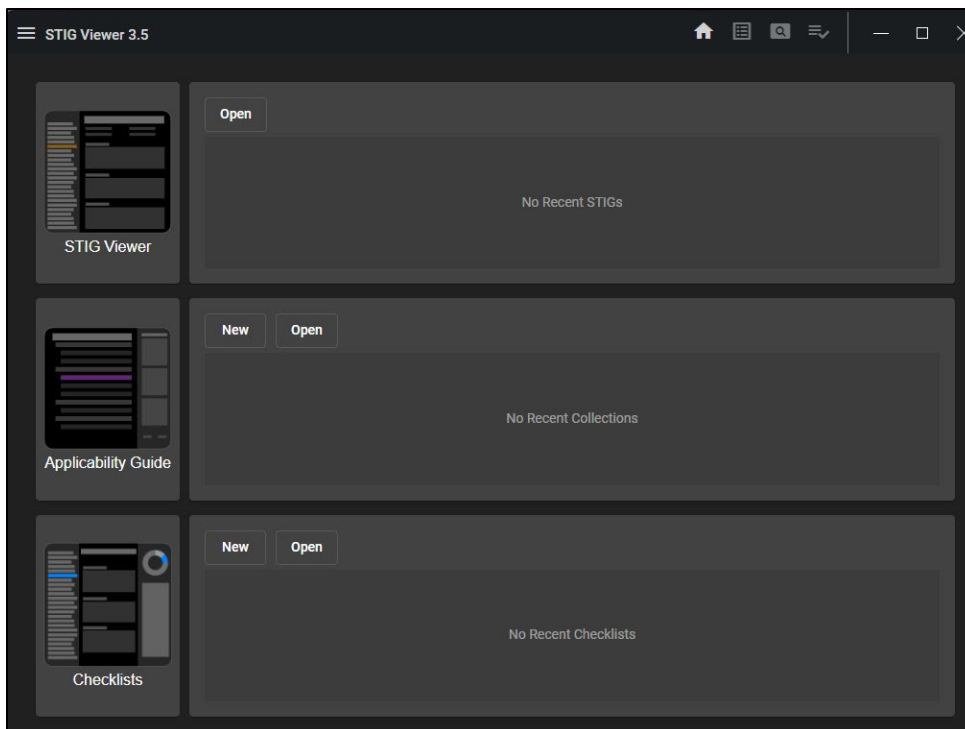 STIG Viewer 3.5
Open
No Recent STIGs
STIG Viewer
New Open
No Recent Collections
Applicability Guide
New Open
No Recent Checklists
Checklists